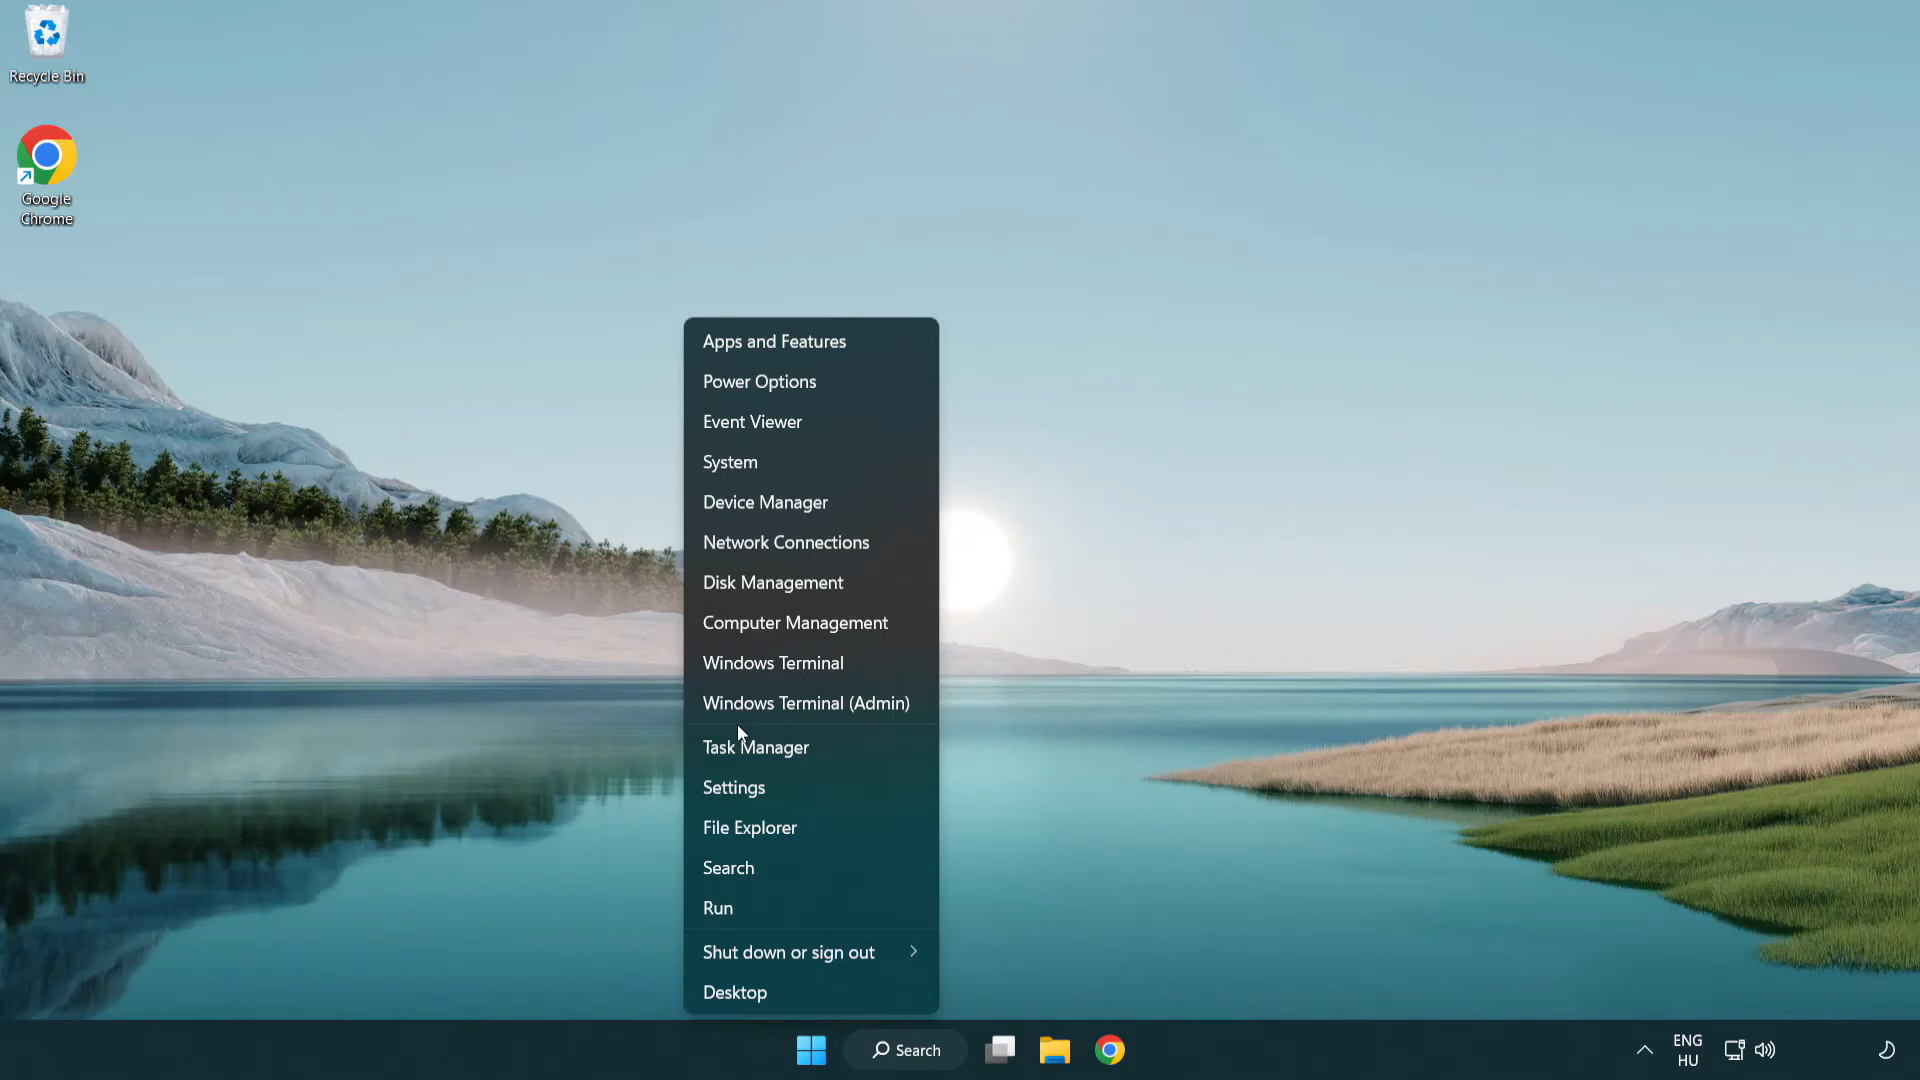 Recycle Bin
Google
Chrome
Apps and Features
Power Options
Event Viewer
System
Device Manager
Network Connections
Disk Management
Computer Management
Windows Terminal
Windows Terminal (Admin)
Task Manager
Settings
File Explorer
Search
Run
Shut down or sign out
Desktop
Search
ENG
HU